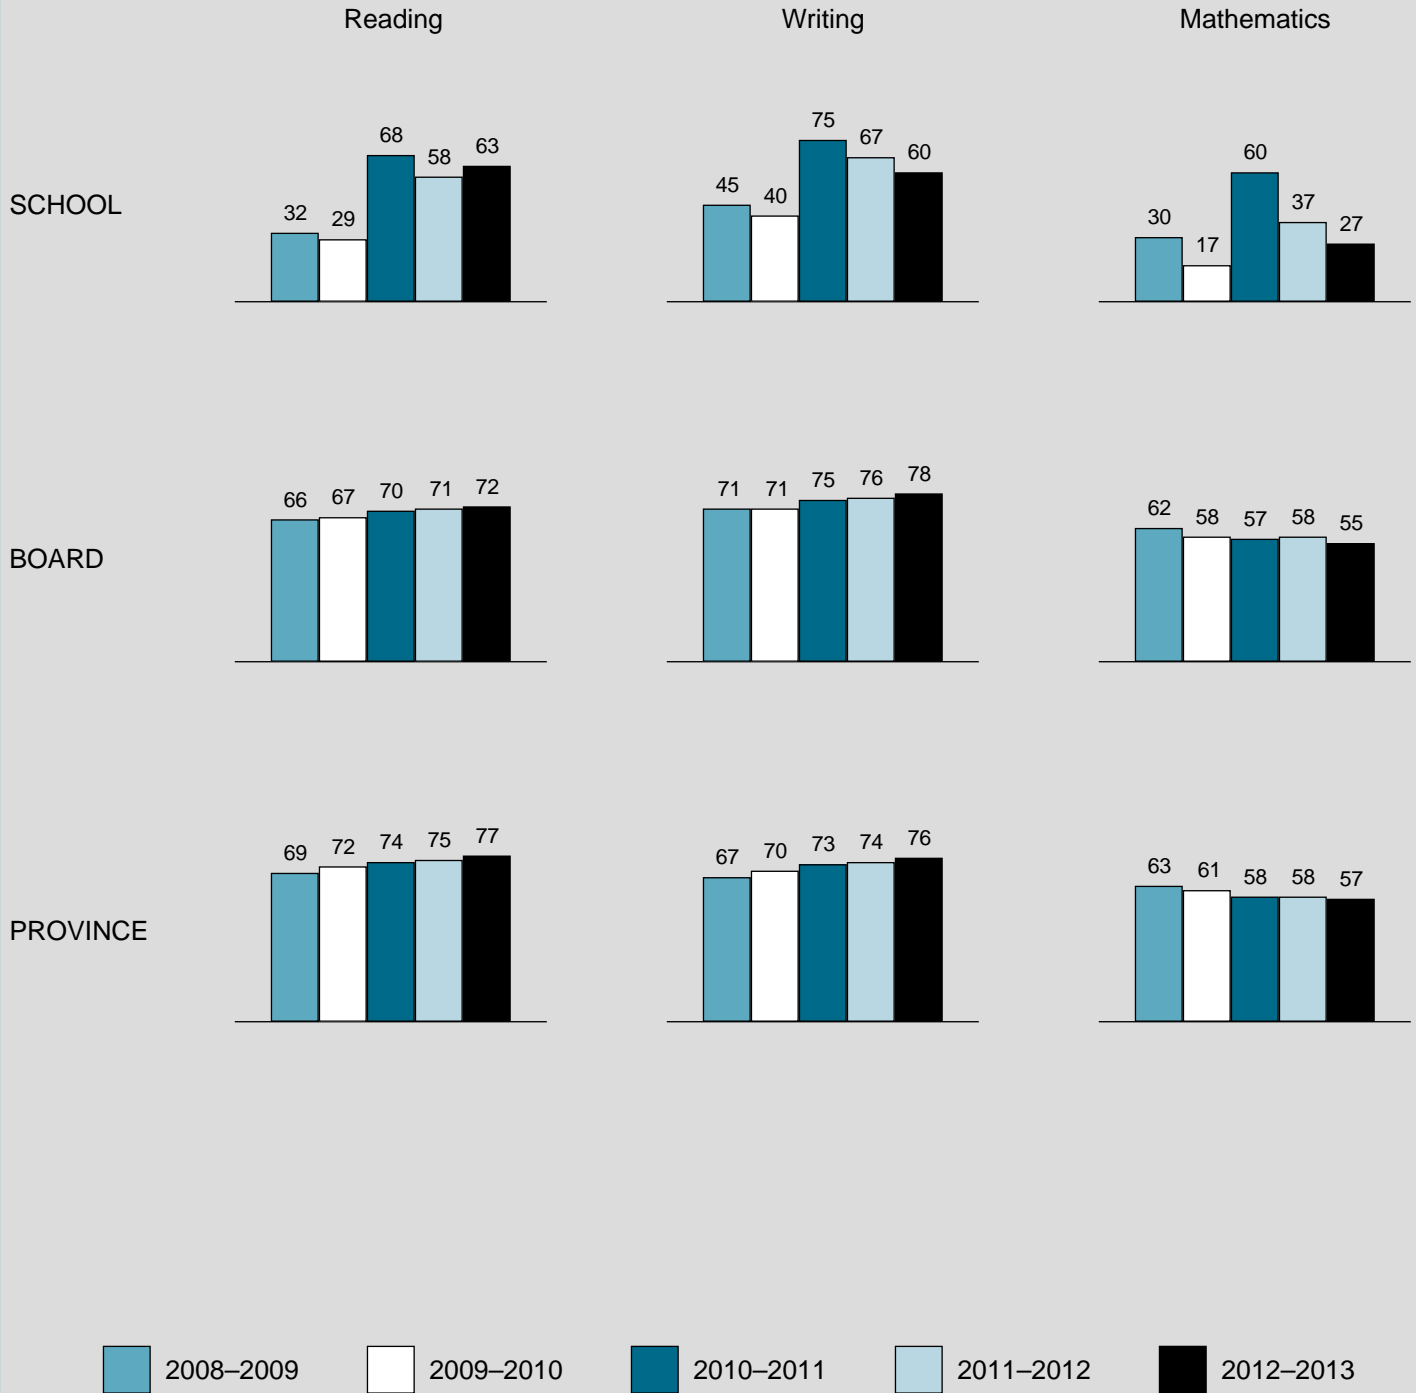 Reading Writing Mathematics
SCHOOL
32 29 68 58 63
45 40 75 67 60
30 17 60 37 27
BOARD
66 67 70 71 72
71 71 75 76 78
62 58 57 58 55
PROVINCE
69 72 74 75 77
67 70 73 74 76
63 61 58 58 57
2008–2009 2009–2010 2010–2011 2011–2012 2012–2013